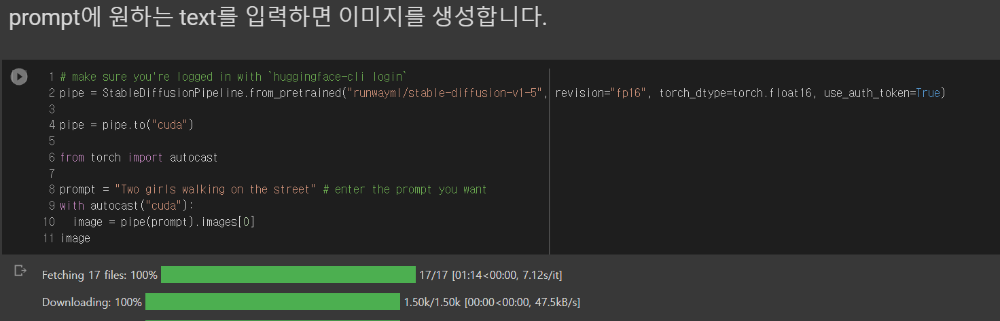 prompt에 원하는 text를 입력하면 이미지를 생성합니다.
1 # make sure you're logged in with `huggingface-cli login`
2 pipe = StableDiffusionPipeline.from_pretrained("runwayml/stable-diffusion-v1-5", revision="fp16", torch_dtype=torch.float16, use_auth_token=True)
3
4 pipe = pipe.to("cuda")
5
6 from torch import autocast
7
8 prompt = "Two girls walking on the street" # enter the prompt you want
9 with autocast("cuda"):
10   image = pipe(prompt).images[0]
11 image
Fetching 17 files: 100% 17/17 [01:14<00:00, 7.12s/it]
Downloading: 100% 1.50k/1.50k [00:00<00:00, 47.5kB/s]